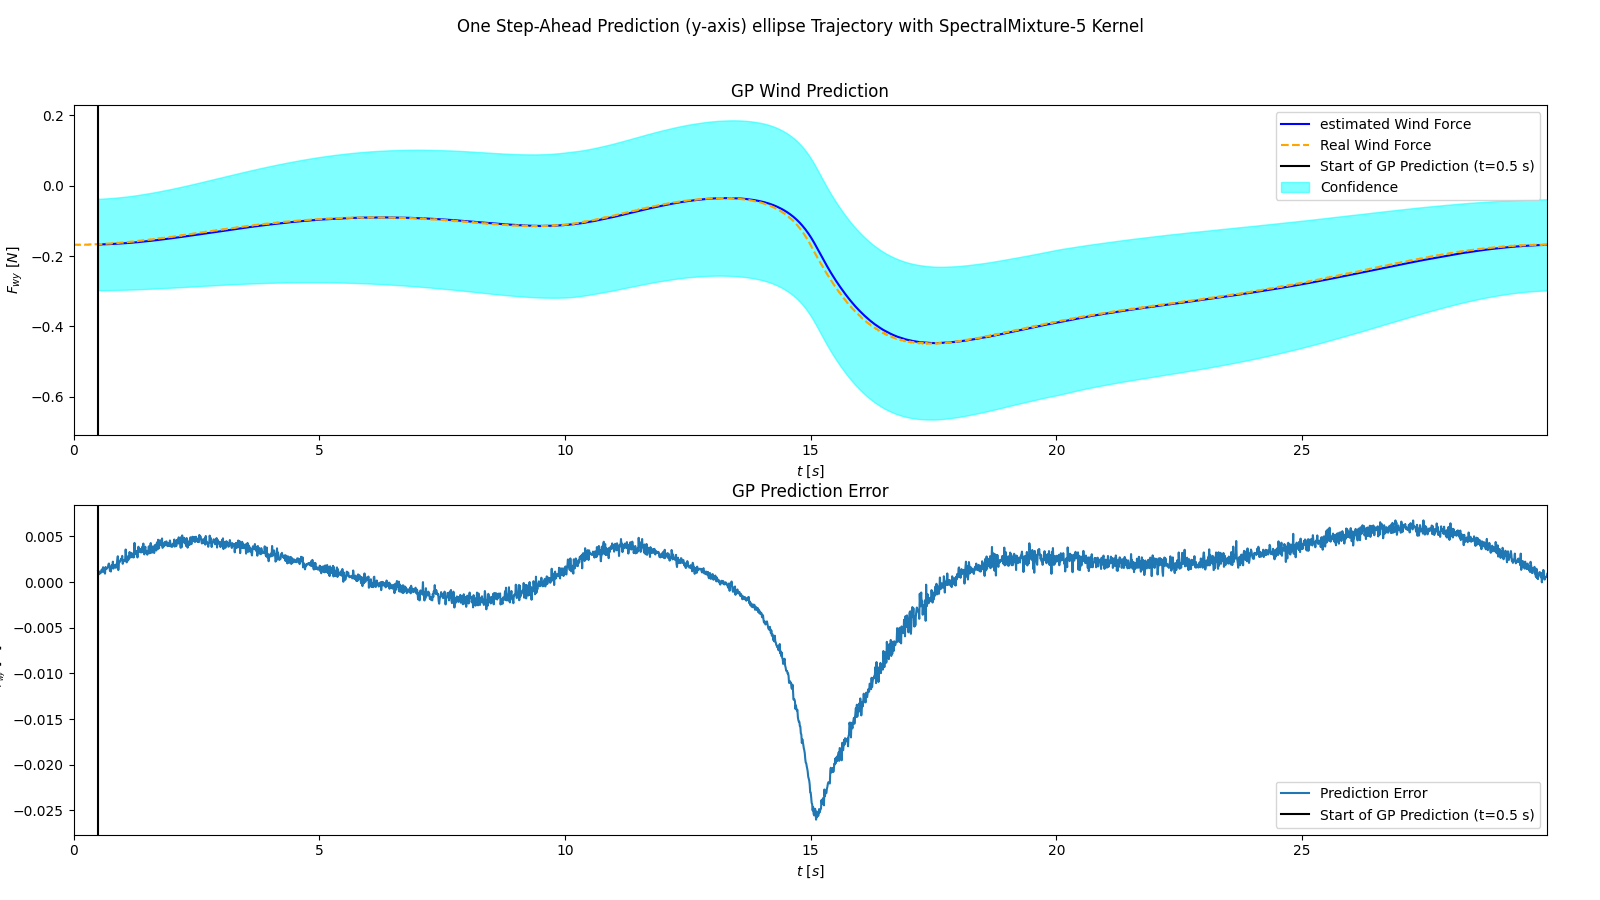 One Step-Ahead Prediction (y-axis) ellipse Trajectory with SpectralMixture-5 Kernel
GP Wind Prediction
0.2
0.0
−0.2
−0.4
−0.6
F_wy [N]
estimated Wind Force
Real Wind Force
Start of GP Prediction (t=0.5 s)
Confidence
0 5 10 15 20 25
t [s]
GP Prediction Error
0.005
0.000
−0.005
−0.010
−0.015
−0.020
−0.025
Prediction Error
Start of GP Prediction (t=0.5 s)
0 5 10 15 20 25
t [s]